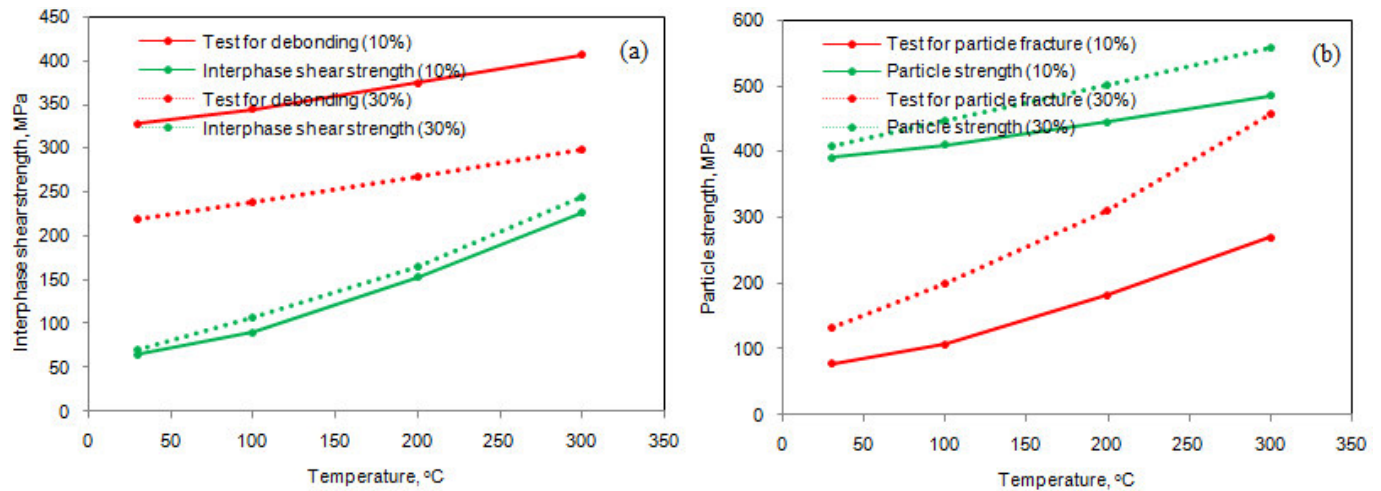 450
400
350
300
250
200
150
100
50
0
Interphase shear strength, MPa
Test for debonding (10%)
Interphase shear strength (10%)
Test for debonding (30%)
Interphase shear strength (30%)
(a)
0 50 100 150 200 250 300 350
Temperature, °C
600
500
400
300
200
100
0
Particle strength, MPa
Test for particle fracture (10%)
Particle strength (10%)
Test for particle fracture (30%)
Particle strength (30%)
(b)
0 50 100 150 200 250 300 350
Temperature, °C